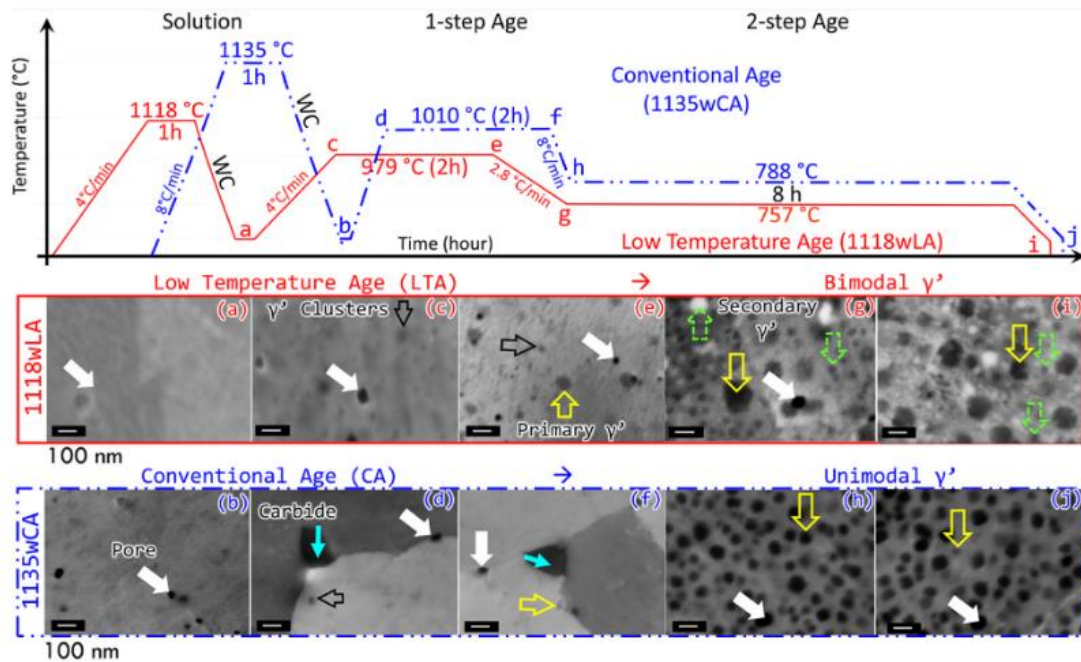 Solution 1-step Age 2-step Age
Temperature (°C)
1135 °C
1h
Conventional Age
(1135wCA)
1118 °C
1h
WC
WC
4°C/min
8°C/min
4°C/min
d
1010 °C (2h)
f
c
979 °C (2h)
e
8°C/min
h
2.8 °C/min
g
788 °C
8 h
757 °C
a
b
j
i
Time (hour)
Low Temperature Age (1118wLA)
Low Temperature Age (LTA) → Bimodal γ’
1118wLA
(a)
(c)
(e)
(g)
(i)
γ’ Clusters
Secondary
γ’
Primary γ’
100 nm
Conventional Age (CA) → Unimodal γ’
1135wCA
(b)
(d)
(f)
(h)
(j)
Pore
Carbide
100 nm